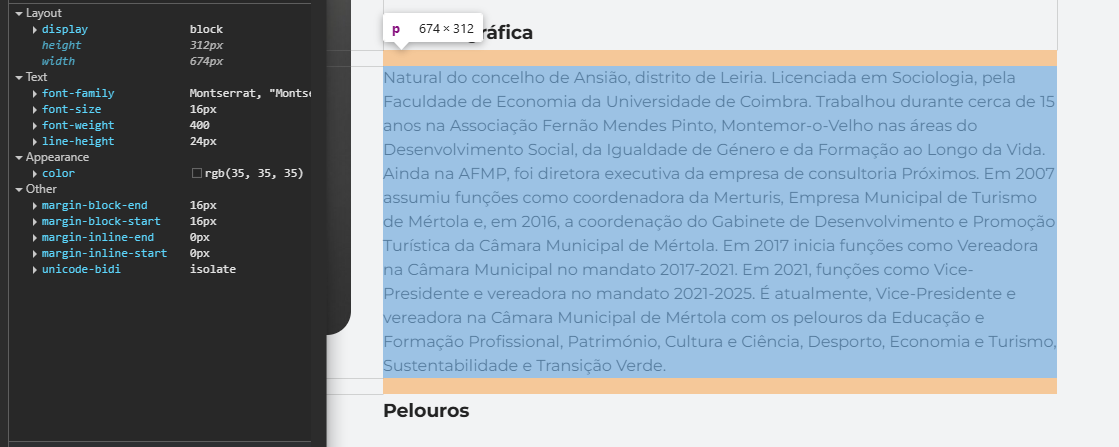 Layout
display block
height 312px
width 674px
Text
font-family Montserrat, "Montse
font-size 16px
font-weight 400
line-height 24px
Appearance
color rgb(35, 35, 35)
Other
margin-block-end 16px
margin-block-start 16px
margin-inline-end 0px
margin-inline-start 0px
unicode-bidi isolate
p 674 × 312
ráfica
Natural do concelho de Ansião, distrito de Leiria. Licenciada em Sociologia, pela
Faculdade de Economia da Universidade de Coimbra. Trabalhou durante cerca de 15
anos na Associação Fernão Mendes Pinto, Montemor-o-Velho nas áreas do
Desenvolvimento Social, da Igualdade de Género e da Formação ao Longo da Vida.
Ainda na AFMP, foi diretora executiva da empresa de consultoria Próximos. Em 2007
assumiu funções como coordenadora da Merturis, Empresa Municipal de Turismo
de Mértola e, em 2016, a coordenação do Gabinete de Desenvolvimento e Promoção
Turística da Câmara Municipal de Mértola. Em 2017 inicia funções como Vereadora
na Câmara Municipal no mandato 2017-2021. Em 2021, funções como Vice-
Presidente e vereadora no mandato 2021-2025. É atualmente, Vice-Presidente e
vereadora na Câmara Municipal de Mértola com os pelouros da Educação e
Formação Profissional, Património, Cultura e Ciência, Desporto, Economia e Turismo,
Sustentabilidade e Transição Verde.
Pelouros